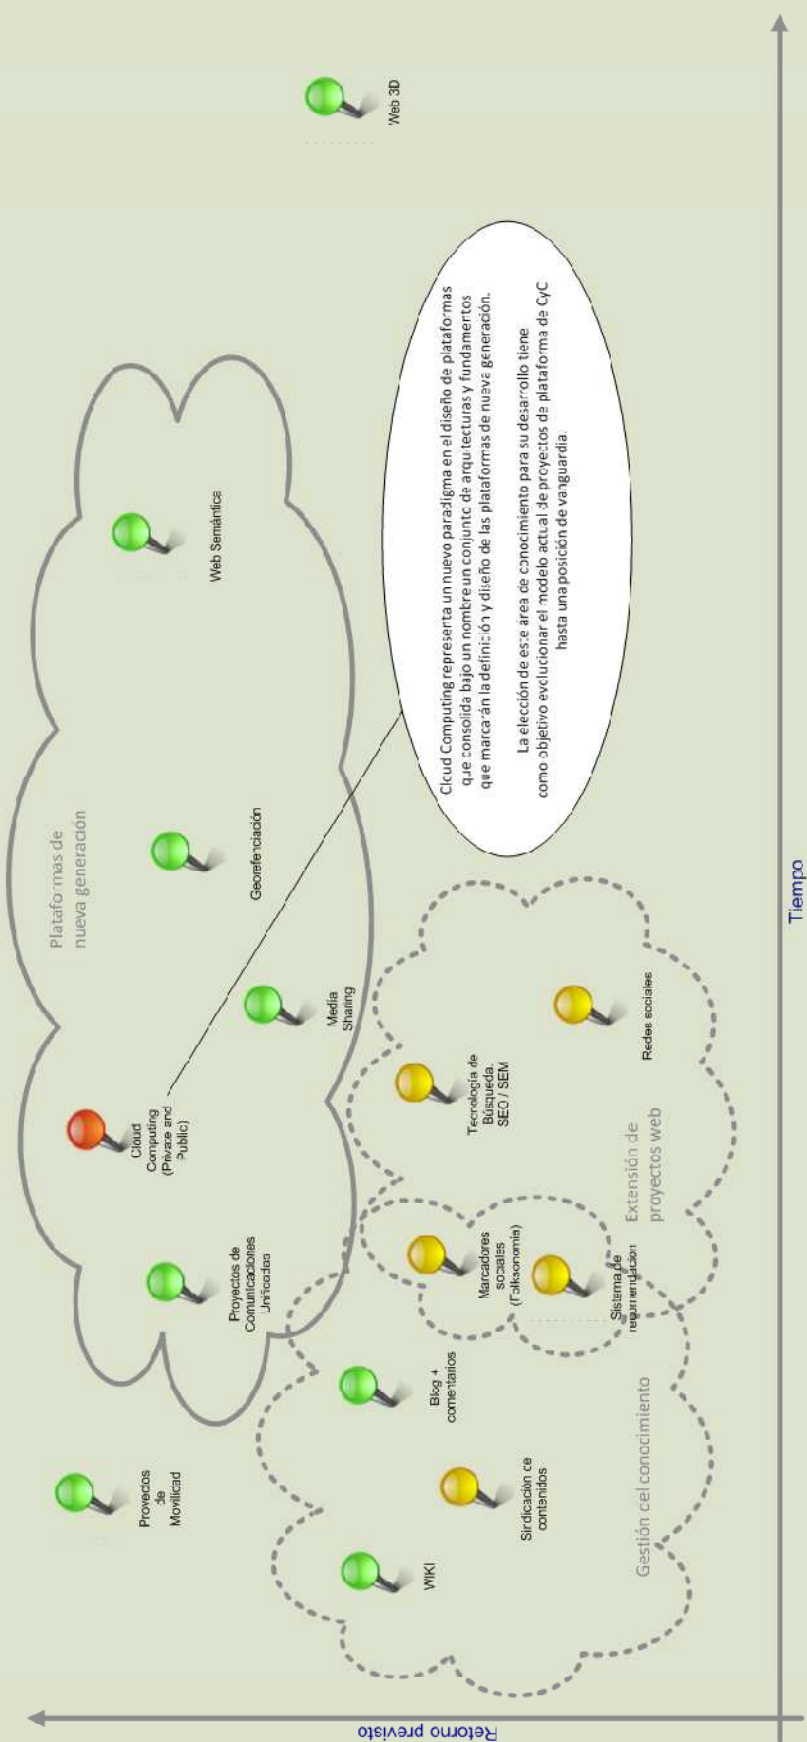 Plataformas de
nueva generación
Proyectos
de
Movilidad
Cloud
Computing
(Private and
Public)
Proyectos de
Comunicaciones
Unificadas
Georefenciación
Web Semántica
Media
Sharing
Web 3D
Cloud Computing representa un nuevo paradigma en el diseño de plataformas
que consolida bajo un nombre un conjunto de arquitecturas y fundamentos
que marcarán la definición y diseño de las plataformas de nueva generación.
La elección de este área de conocimiento para su desarrollo tiene
como objetivo evolucionar el modelo actual de proyectos de plataforma de CyC
hasta una posición de vanguardia.
WIKI
Blog +
comentarios
Sindicación de
contenidos
Marcadores
sociales
(Folksonomia)
Tecnología de
Búsqueda.
SEO / SEM
Sistema de
recomendación
Redes sociales
Extensión de
proyectos web
Gestión del conocimiento
Retorno previsto
Tiempo